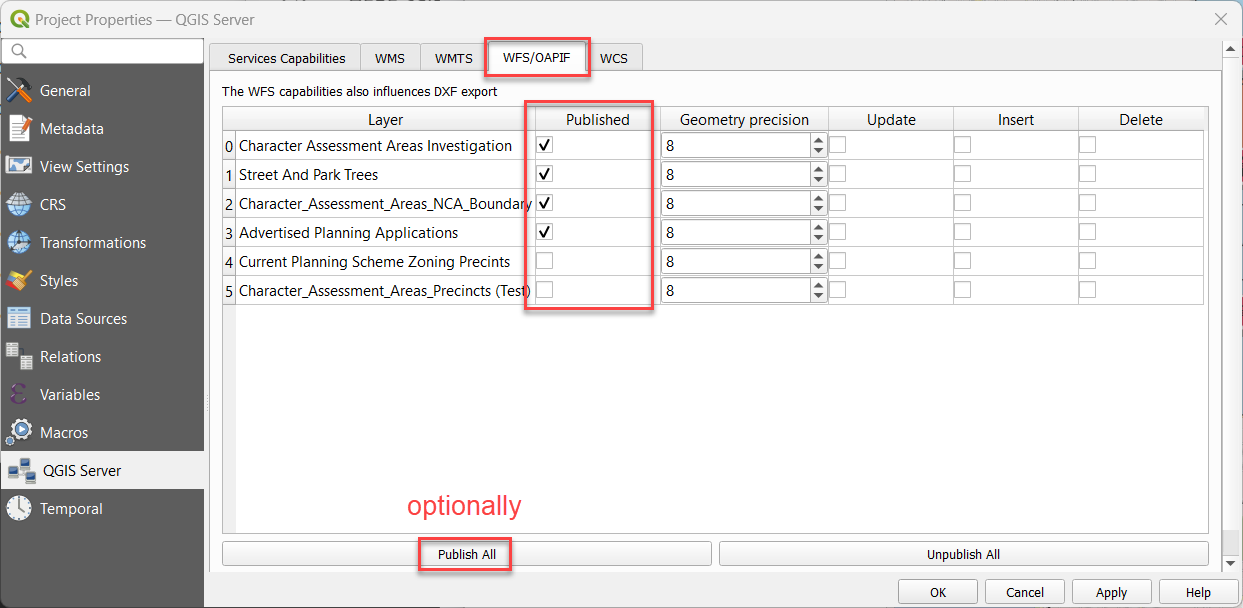 Project Properties — QGIS Server
General
Metadata
View Settings
CRS
Transformations
Styles
Data Sources
Relations
Variables
Macros
QGIS Server
Temporal
Services Capabilities WMS WMTS WFS/OAPIF WCS
The WFS capabilities also influences DXF export
Layer Published Geometry precision Update Insert Delete
0 Character Assessment Areas Investigation 8
1 Street And Park Trees 8
2 Character_Assessment_Areas_NCA_Boundary 8
3 Advertised Planning Applications 8
4 Current Planning Scheme Zoning Precints 8
5 Character_Assessment_Areas_Precincts (Test) 8
optionally
Publish All Unpublish All
OK Cancel Apply Help